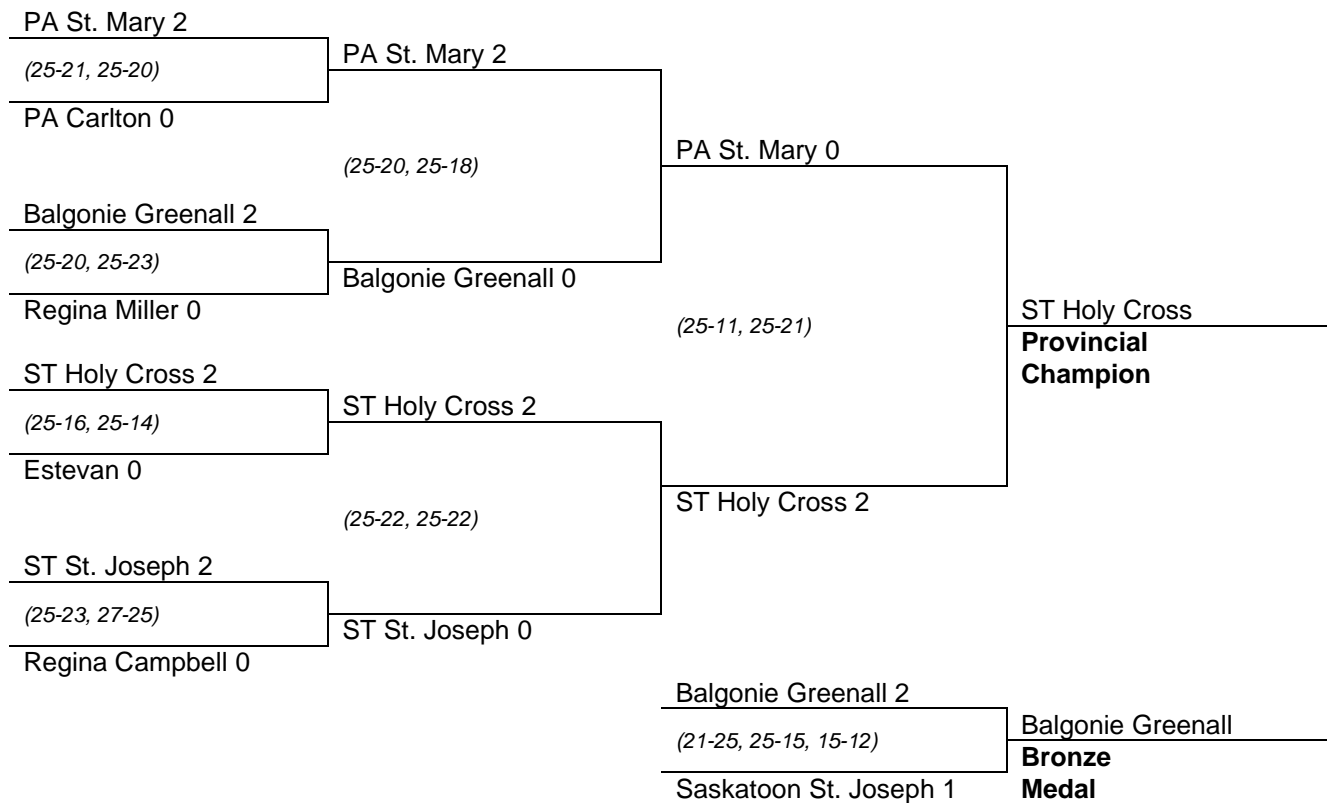 PA St. Mary 2
(25-21, 25-20)
PA Carlton 0
Balgonie Greenall 2
(25-20, 25-23)
Regina Miller 0
ST Holy Cross 2
(25-16, 25-14)
Estevan 0
ST St. Joseph 2
(25-23, 27-25)
Regina Campbell 0
PA St. Mary 2
(25-20, 25-18)
Balgonie Greenall 0
ST Holy Cross 2
(25-22, 25-22)
ST St. Joseph 0
PA St. Mary 0
(25-11, 25-21)
ST Holy Cross 2
ST Holy Cross
Provincial
Champion
Balgonie Greenall 2
(21-25, 25-15, 15-12)
Saskatoon St. Joseph 1
Balgonie Greenall
Bronze
Medal